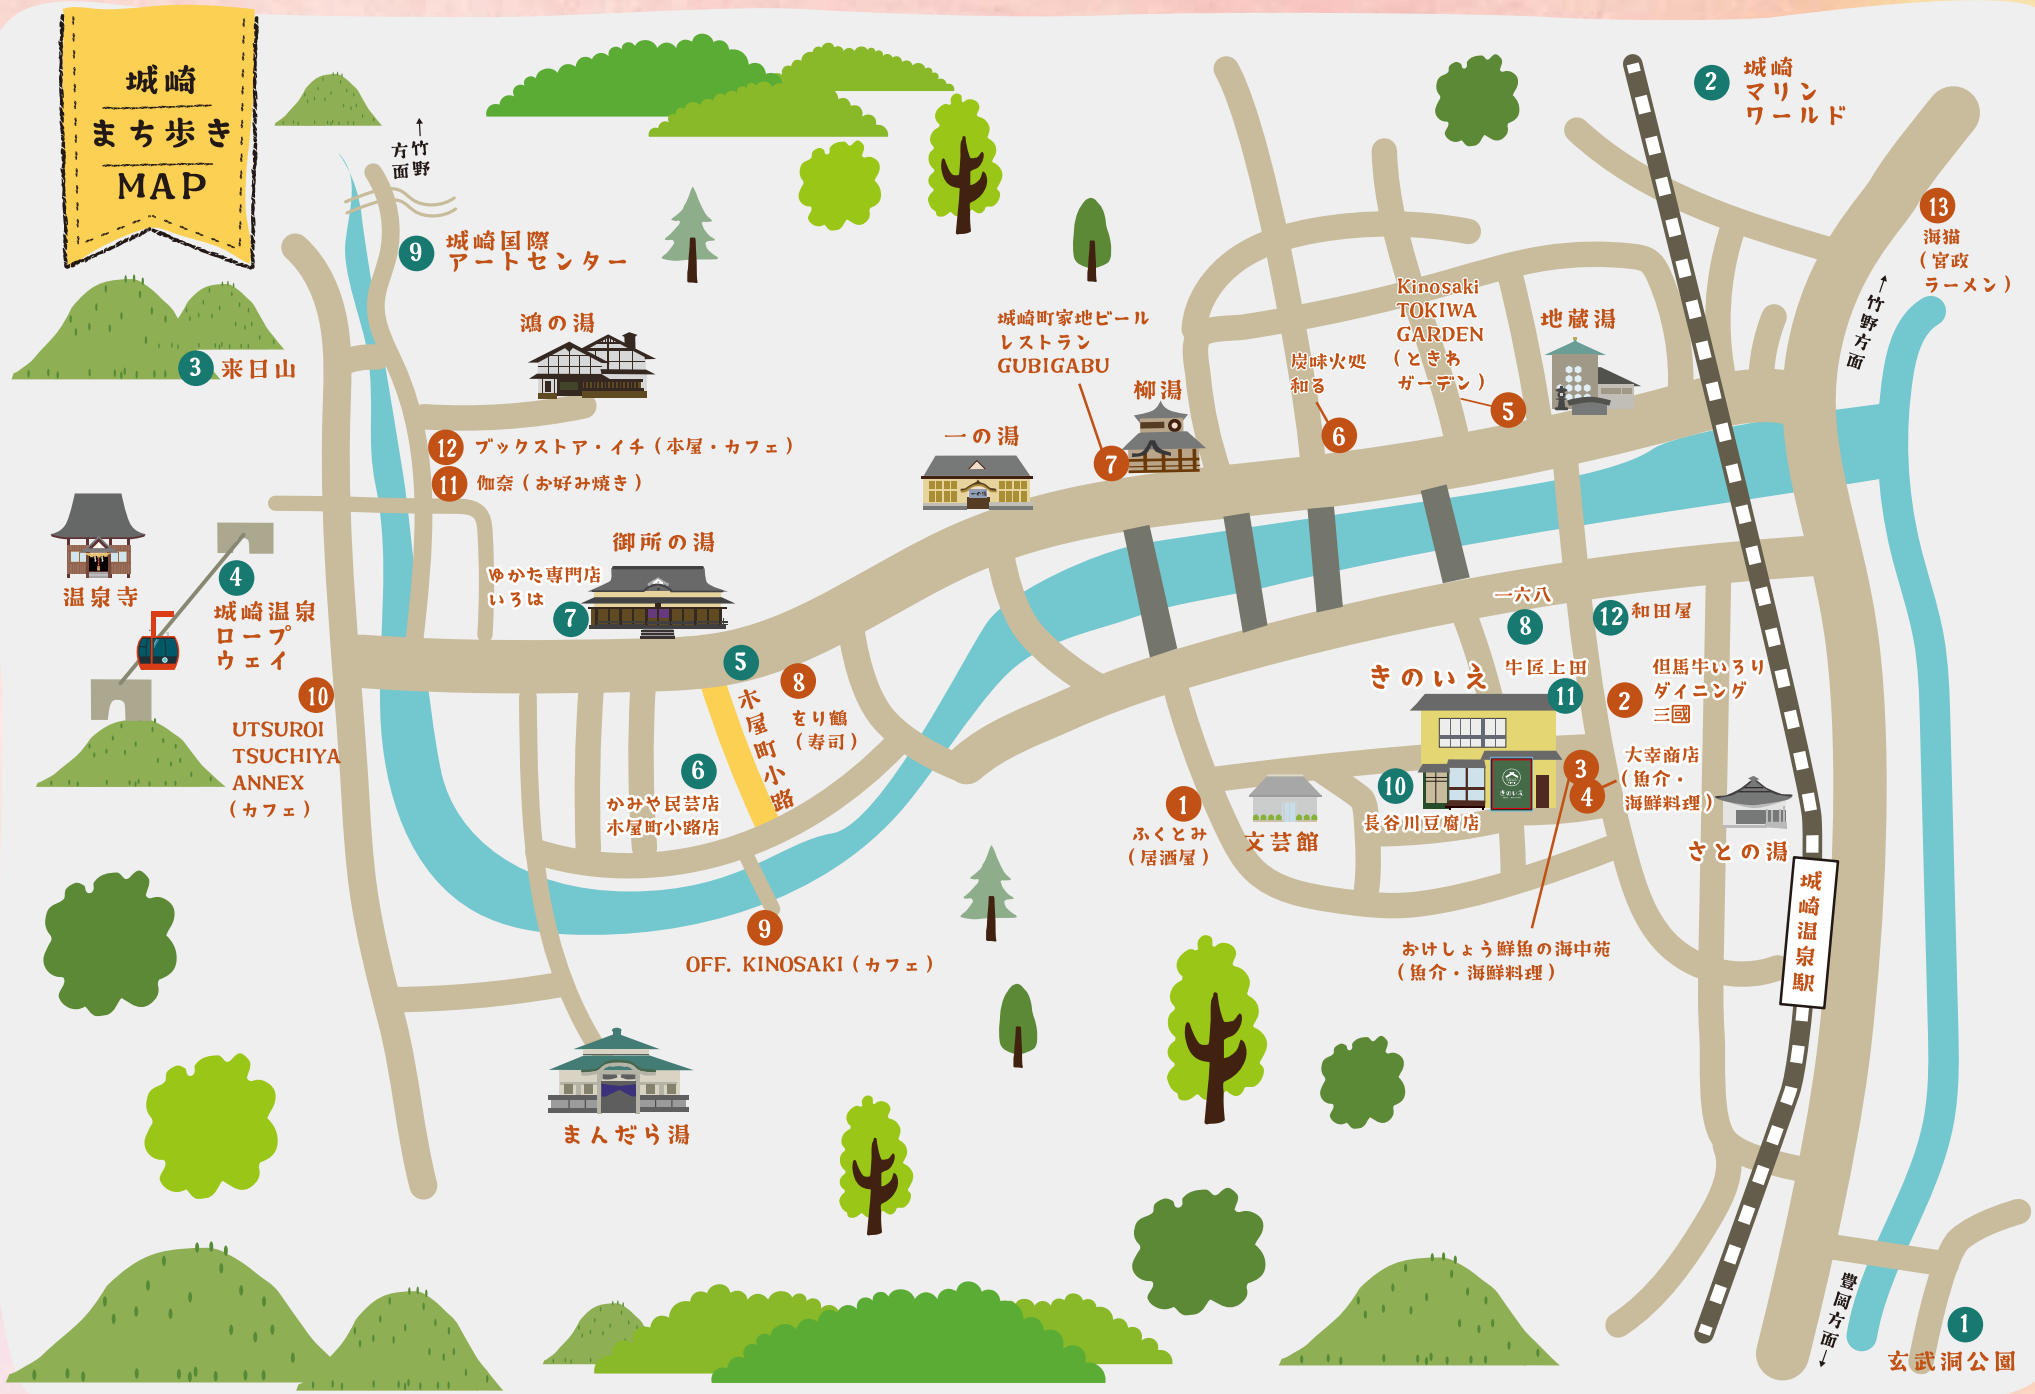 城崎
まち歩き
MAP
↑竹野
方面
9
城崎国際
アートセンター
3
来日山
鴻の湯
12
ブックストア・イチ(本屋・カフェ)
11
伽奈(お好み焼き)
温泉寺
4
城崎温泉
ロープ
ウェイ
10
UTSUROI
TSUCHIYA
ANNEX
(カフェ)
御所の湯
ゆかた専門店
いろは
7
5
木屋町小路
8
をり鶴
(寿司)
6
かみや民芸店
木屋町小路店
9
OFF. KINOSAKI(カフェ)
まんだら湯
一の湯
城崎町家地ビール
レストラン
GUBIGABU
7
柳湯
炭味火処
和る
6
Kinosaki
TOKIWA
GARDEN
(ときわ
ガーデン)
5
地蔵湯
2
城崎
マリン
ワールド
13
海猫
(宮政
ラーメン)
←竹野方面
一六八
8
12
和田屋
きのいえ
きのいえ
牛匠上田
11
2
但馬牛いろり
ダイニング
三國
3
4
大幸商店
(魚介・
海鮮料理)
10
長谷川豆腐店
1
ふくとみ
(居酒屋)
文芸館
さとの湯
城崎温泉駅
おけしょう鮮魚の海中苑
(魚介・海鮮料理)
豊岡方面→
1
玄武洞公園